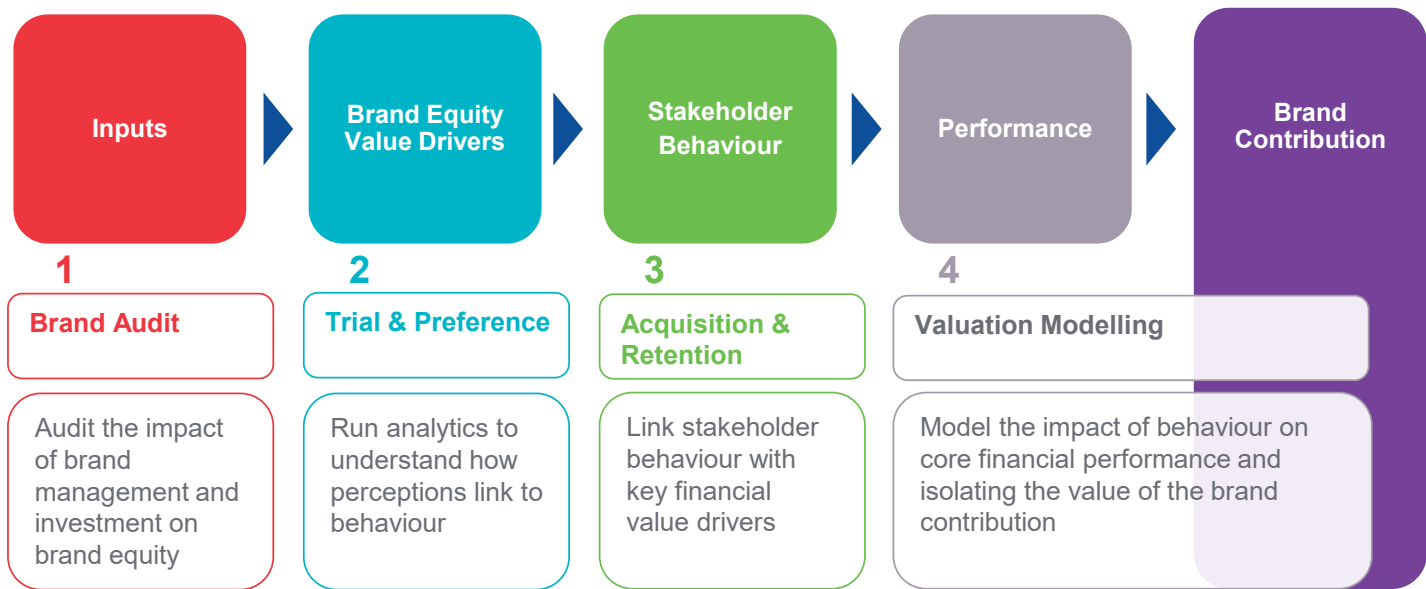 Inputs
Brand Equity
Value Drivers
Stakeholder
Behaviour
Performance
Brand
Contribution
1
Brand Audit
Audit the impact
of brand
management and
investment on
brand equity
2
Trial & Preference
Run analytics to
understand how
perceptions link to
behaviour
3
Acquisition &
Retention
Link stakeholder
behaviour with
key financial
value drivers
4
Valuation Modelling
Model the impact of behaviour on
core financial performance and
isolating the value of the brand
contribution